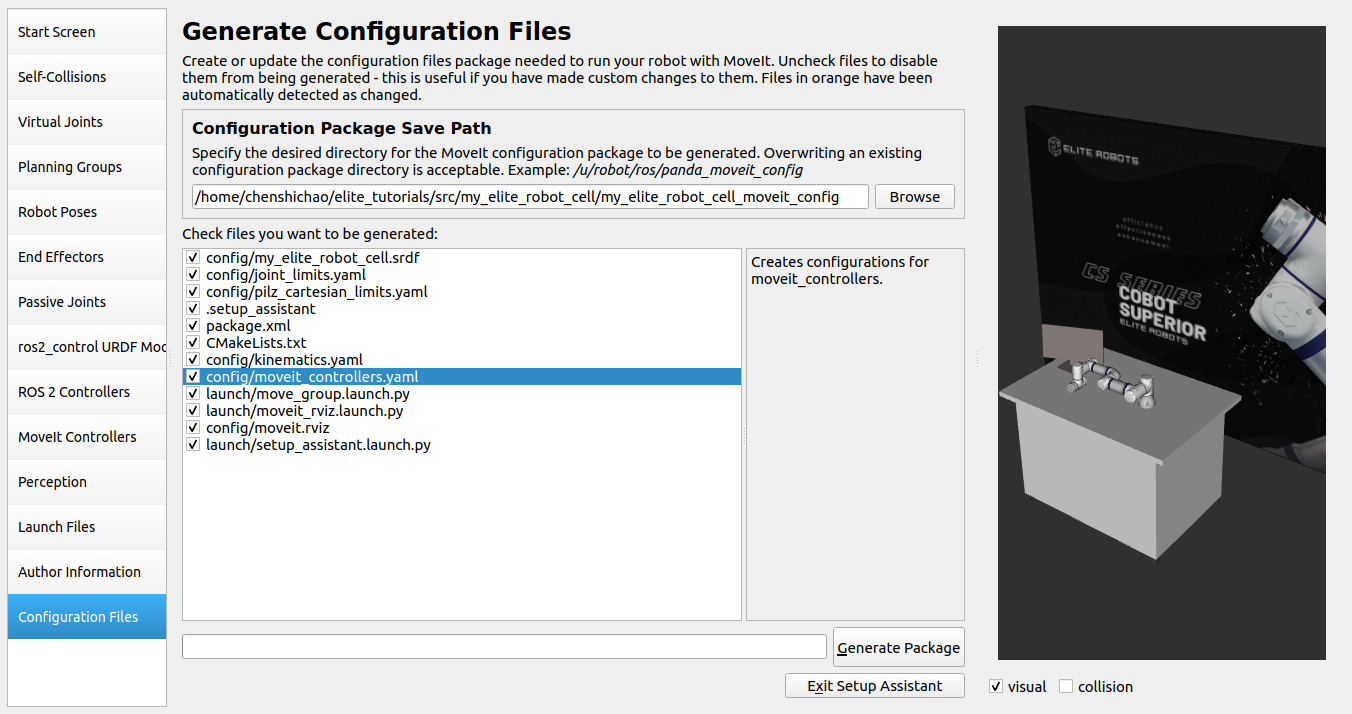 Start Screen
Self-Collisions
Virtual Joints
Planning Groups
Robot Poses
End Effectors
Passive Joints
ros2_control URDF Mod
ROS 2 Controllers
MoveIt Controllers
Perception
Launch Files
Author Information
Configuration Files
Generate Configuration Files
Create or update the configuration files package needed to run your robot with MoveIt. Uncheck files to disable
them from being generated - this is useful if you have made custom changes to them. Files in orange have been
automatically detected as changed.
Configuration Package Save Path
Specify the desired directory for the MoveIt configuration package to be generated. Overwriting an existing
configuration package directory is acceptable. Example: /u/robot/ros/panda_moveit_config
/home/chenshichao/elite_tutorials/src/my_elite_robot_cell/my_elite_robot_cell_moveit_config
Browse
Check files you want to be generated:
config/my_elite_robot_cell.srdf
config/joint_limits.yaml
config/pilz_cartesian_limits.yaml
.setup_assistant
package.xml
CMakeLists.txt
config/kinematics.yaml
config/moveit_controllers.yaml
launch/move_group.launch.py
launch/moveit_rviz.launch.py
config/moveit.rviz
launch/setup_assistant.launch.py
Creates configurations for
moveit_controllers.
Generate Package
Exit Setup Assistant
ELITE ROBOTS
efficiency
effectiveness
enhancement
CS SERIES
COBOT
SUPERIOR
ELITE ROBOTS
visual
collision